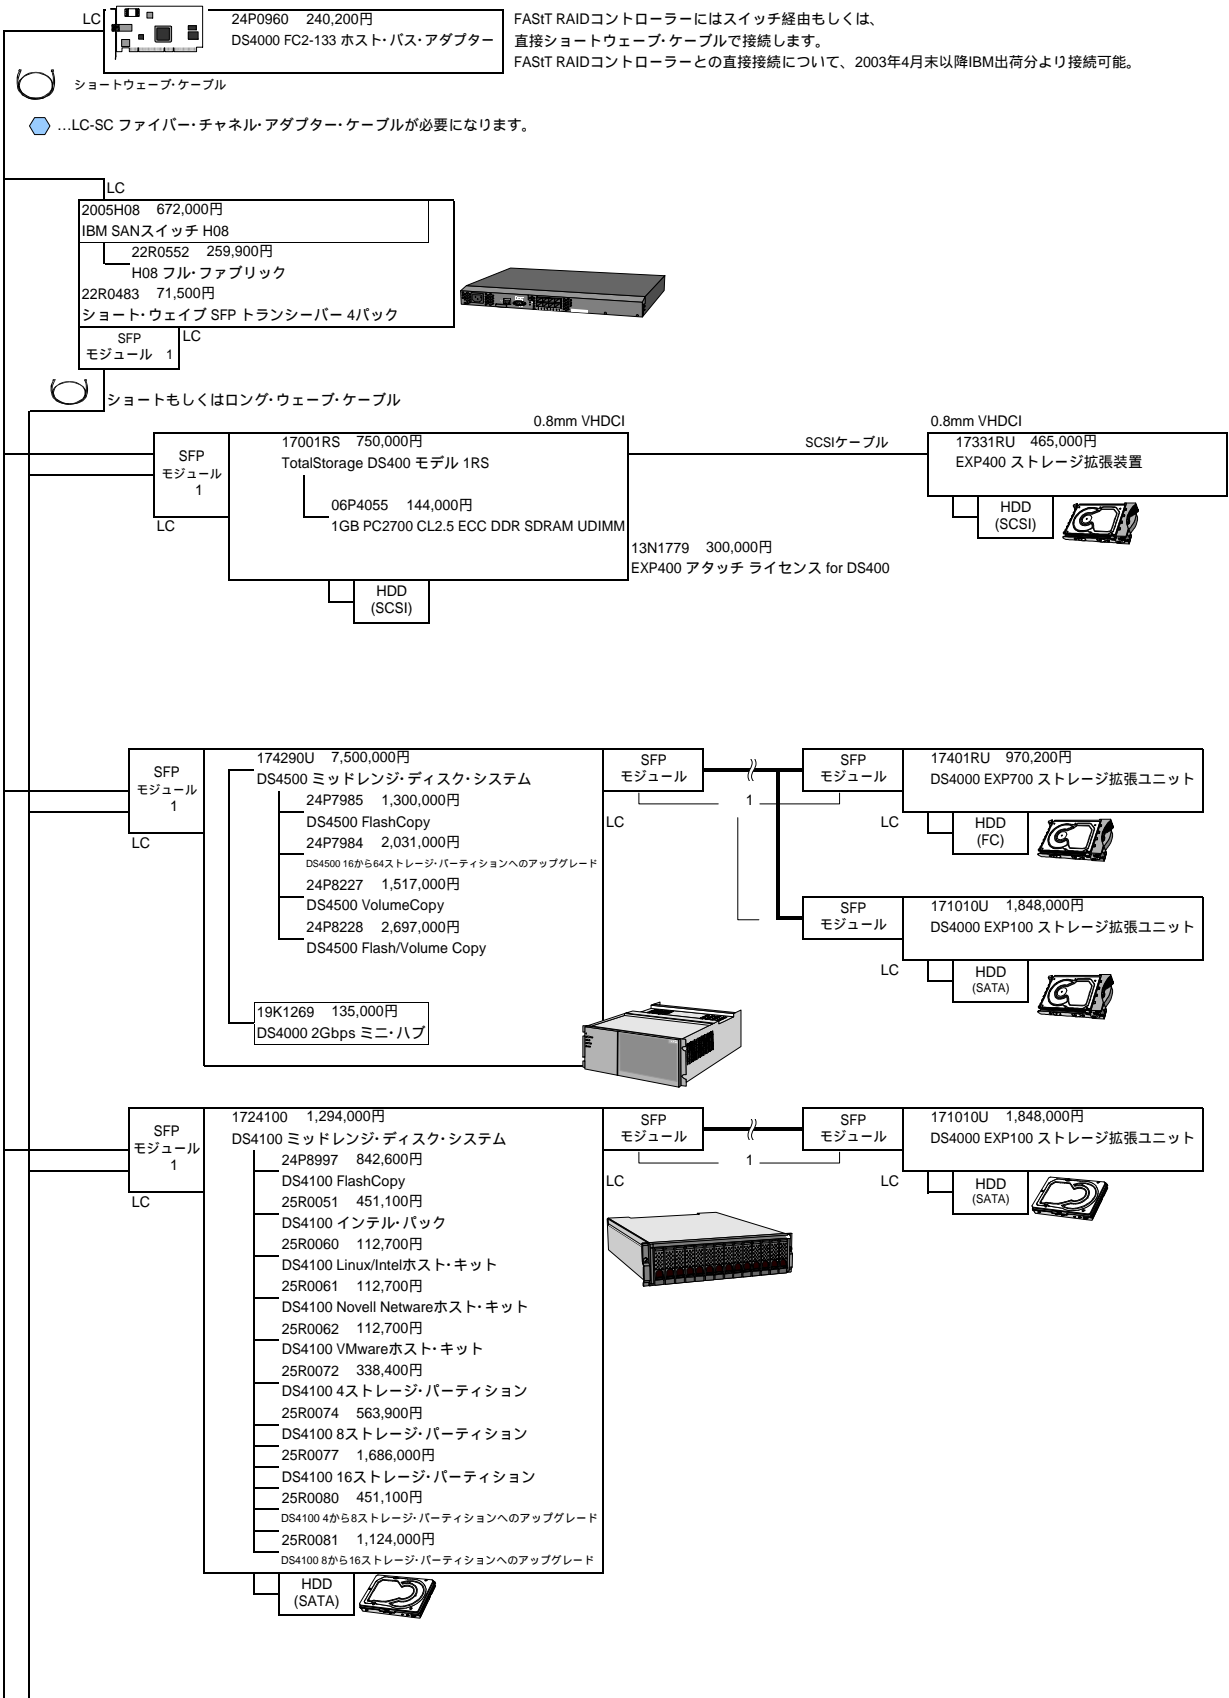 LC
24P0960 240,200円
DS4000 FC2-133 ホスト・バス・アダプター
FAStT RAIDコントローラーにはスイッチ経由もしくは、
直接ショートウェーブ・ケーブルで接続します。
FAStT RAIDコントローラーとの直接接続について、2003年4月末以降IBM出荷分より接続可能。
ショートウェーブ・ケーブル
…LC-SC ファイバー・チャネル・アダプター・ケーブルが必要になります。
LC
2005H08 672,000円
IBM SANスイッチ H08
22R0552 259,900円
H08 フル・ファブリック
22R0483 71,500円
ショート・ウェイブ SFP トランシーバー 4パック
SFP
モジュール 1
LC
ショートもしくはロング・ウェーブ・ケーブル
SFP
モジュール
1
LC
0.8mm VHDCI
17001RS 750,000円
TotalStorage DS400 モデル 1RS
06P4055 144,000円
1GB PC2700 CL2.5 ECC DDR SDRAM UDIMM
HDD
(SCSI)
SCSIケーブル
13N1779 300,000円
EXP400 アタッチ ライセンス for DS400
0.8mm VHDCI
17331RU 465,000円
EXP400 ストレージ拡張装置
HDD
(SCSI)
SFP
モジュール
1
LC
174290U 7,500,000円
DS4500 ミッドレンジ・ディスク・システム
24P7985 1,300,000円
DS4500 FlashCopy
24P7984 2,031,000円
DS4500 16から64ストレージ・パーティションへのアップグレード
24P8227 1,517,000円
DS4500 VolumeCopy
24P8228 2,697,000円
DS4500 Flash/Volume Copy
19K1269 135,000円
DS4000 2Gbps ミニ・ハブ
SFP
モジュール
LC
1
SFP
モジュール
LC
17401RU 970,200円
DS4000 EXP700 ストレージ拡張ユニット
HDD
(FC)
SFP
モジュール
LC
171010U 1,848,000円
DS4000 EXP100 ストレージ拡張ユニット
HDD
(SATA)
SFP
モジュール
1
LC
1724100 1,294,000円
DS4100 ミッドレンジ・ディスク・システム
24P8997 842,600円
DS4100 FlashCopy
25R0051 451,100円
DS4100 インテル・パック
25R0060 112,700円
DS4100 Linux/Intelホスト・キット
25R0061 112,700円
DS4100 Novell Netwareホスト・キット
25R0062 112,700円
DS4100 VMwareホスト・キット
25R0072 338,400円
DS4100 4ストレージ・パーティション
25R0074 563,900円
DS4100 8ストレージ・パーティション
25R0077 1,686,000円
DS4100 16ストレージ・パーティション
25R0080 451,100円
DS4100 4から8ストレージ・パーティションへのアップグレード
25R0081 1,124,000円
DS4100 8から16ストレージ・パーティションへのアップグレード
HDD
(SATA)
SFP
モジュール
LC
1
SFP
モジュール
LC
171010U 1,848,000円
DS4000 EXP100 ストレージ拡張ユニット
HDD
(SATA)